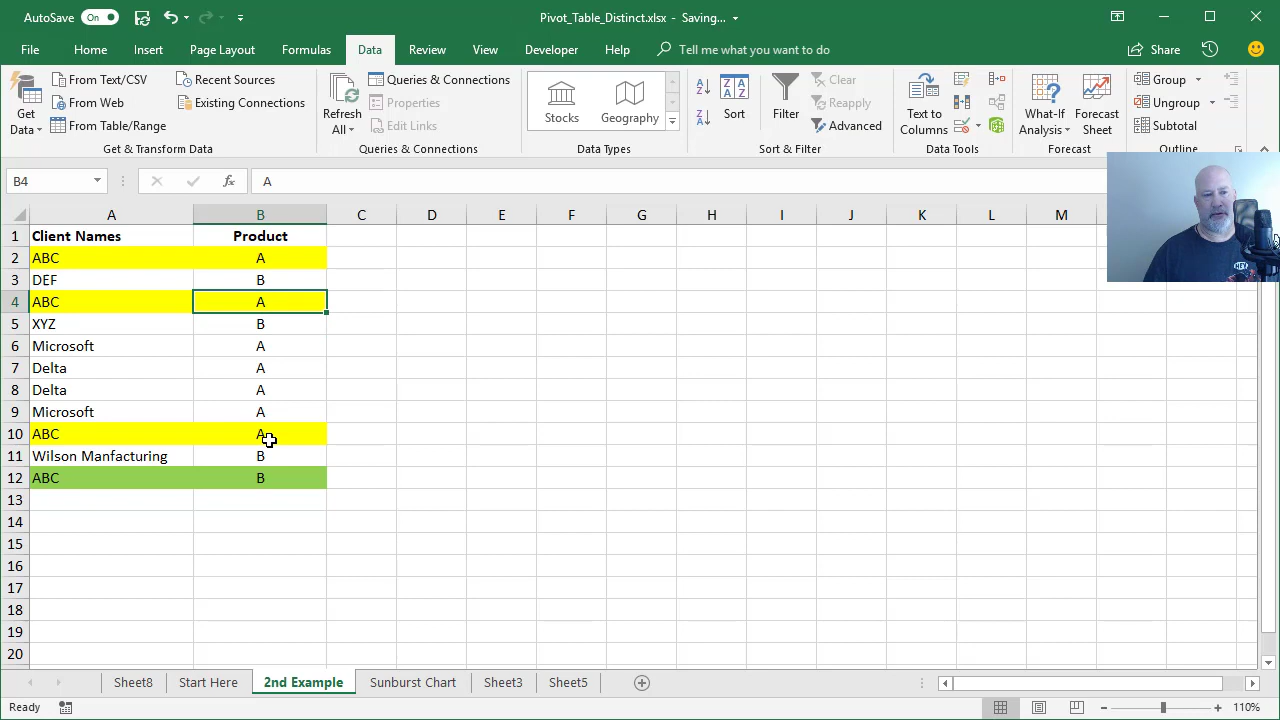 AutoSave On Pivot_Table_Distinct.xlsx - Saving...
File Home Insert Page Layout Formulas Data Review View Developer Help Tell me what you want to do Share
Get Data
From Text/CSV
From Web
From Table/Range
Recent Sources
Existing Connections
Get & Transform Data
Refresh All
Queries & Connections
Properties
Edit Links
Queries & Connections
Stocks
Geography
Data Types
Sort
Filter
Clear
Reapply
Advanced
Sort & Filter
Text to Columns
Data Tools
What-If Analysis
Forecast Sheet
Forecast
Group
Ungroup
Subtotal
Outline
B4 fx A
A B C D E F G H I J K L M
1 Client Names Product
2 ABC A
3 DEF B
4 ABC A
5 XYZ B
6 Microsoft A
7 Delta A
8 Delta A
9 Microsoft A
10 ABC A
11 Wilson Manfacturing B
12 ABC B
13
14
15
16
17
18
19
20
Sheet8 Start Here 2nd Example Sunburst Chart Sheet3 Sheet5
Ready 110%